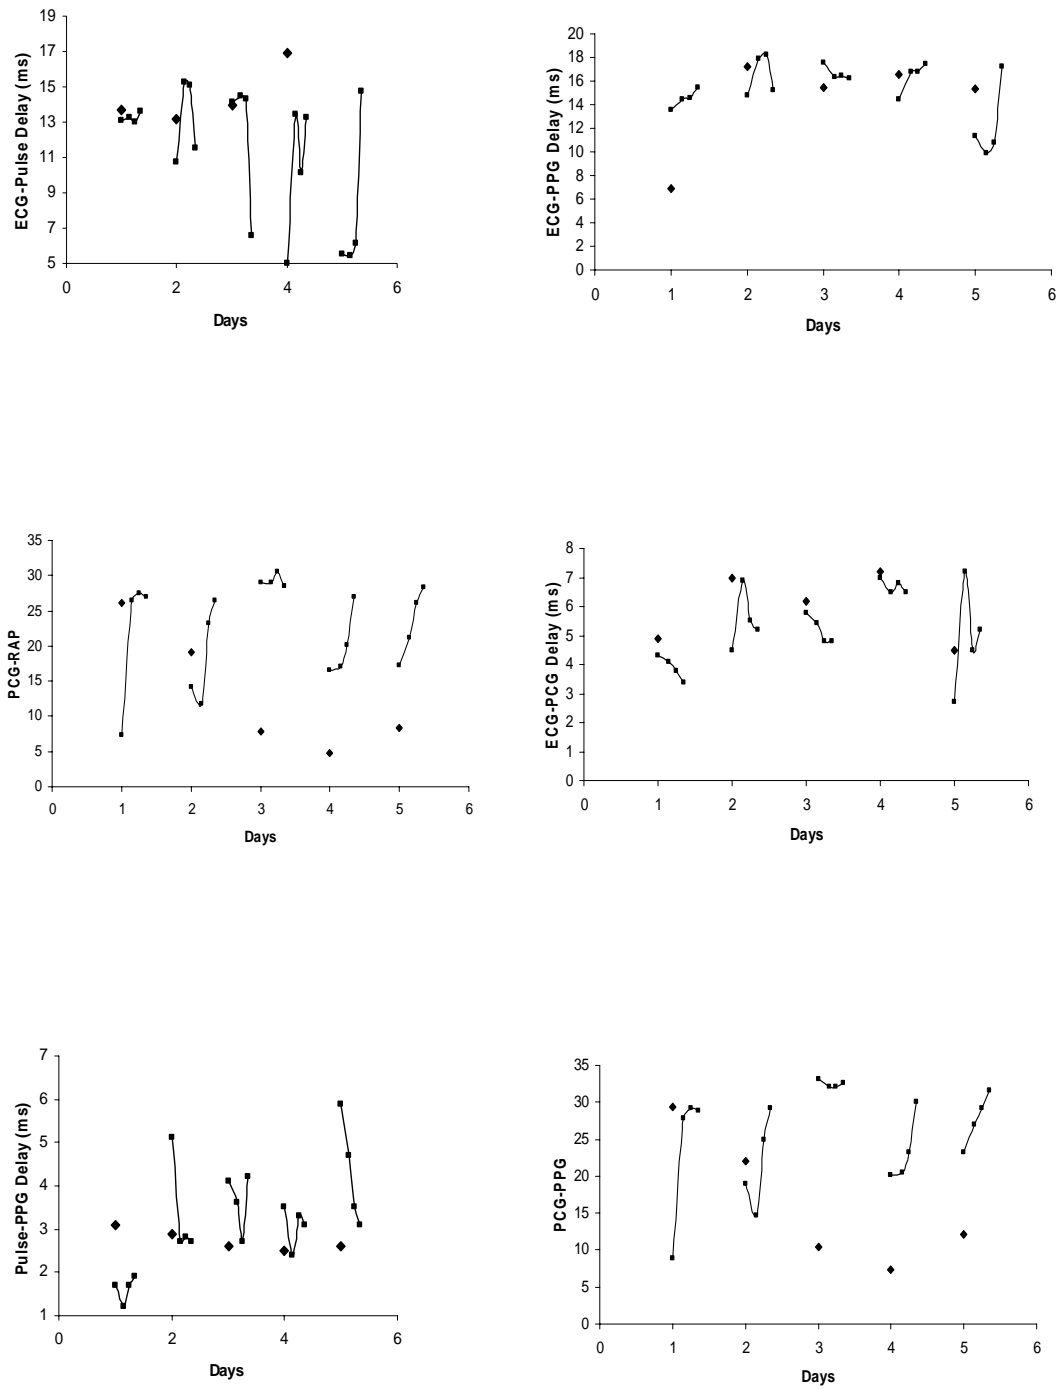 19
17
15
13
11
9
7
5
ECG-Pulse Delay (ms)
0 2 4 6
Days
20
18
16
14
12
10
8
6
4
2
0
ECG-PPG Delay (ms)
0 1 2 3 4 5 6
Days
35
30
25
20
15
10
5
0
PCG-RAP
0 1 2 3 4 5 6
Days
8
7
6
5
4
3
2
1
0
ECG-PCG Delay (ms)
0 1 2 3 4 5 6
Days
7
6
5
4
3
2
1
Pulse-PPG Delay (ms)
0 2 4 6
Days
35
30
25
20
15
10
5
0
PCG-PPG
0 1 2 3 4 5 6
Days